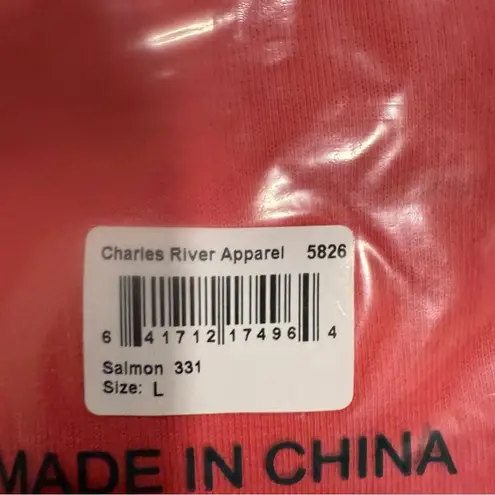 Charles River Apparel 5826
6 41712 17496 4
Salmon 331
Size: L
MADE IN CHINA